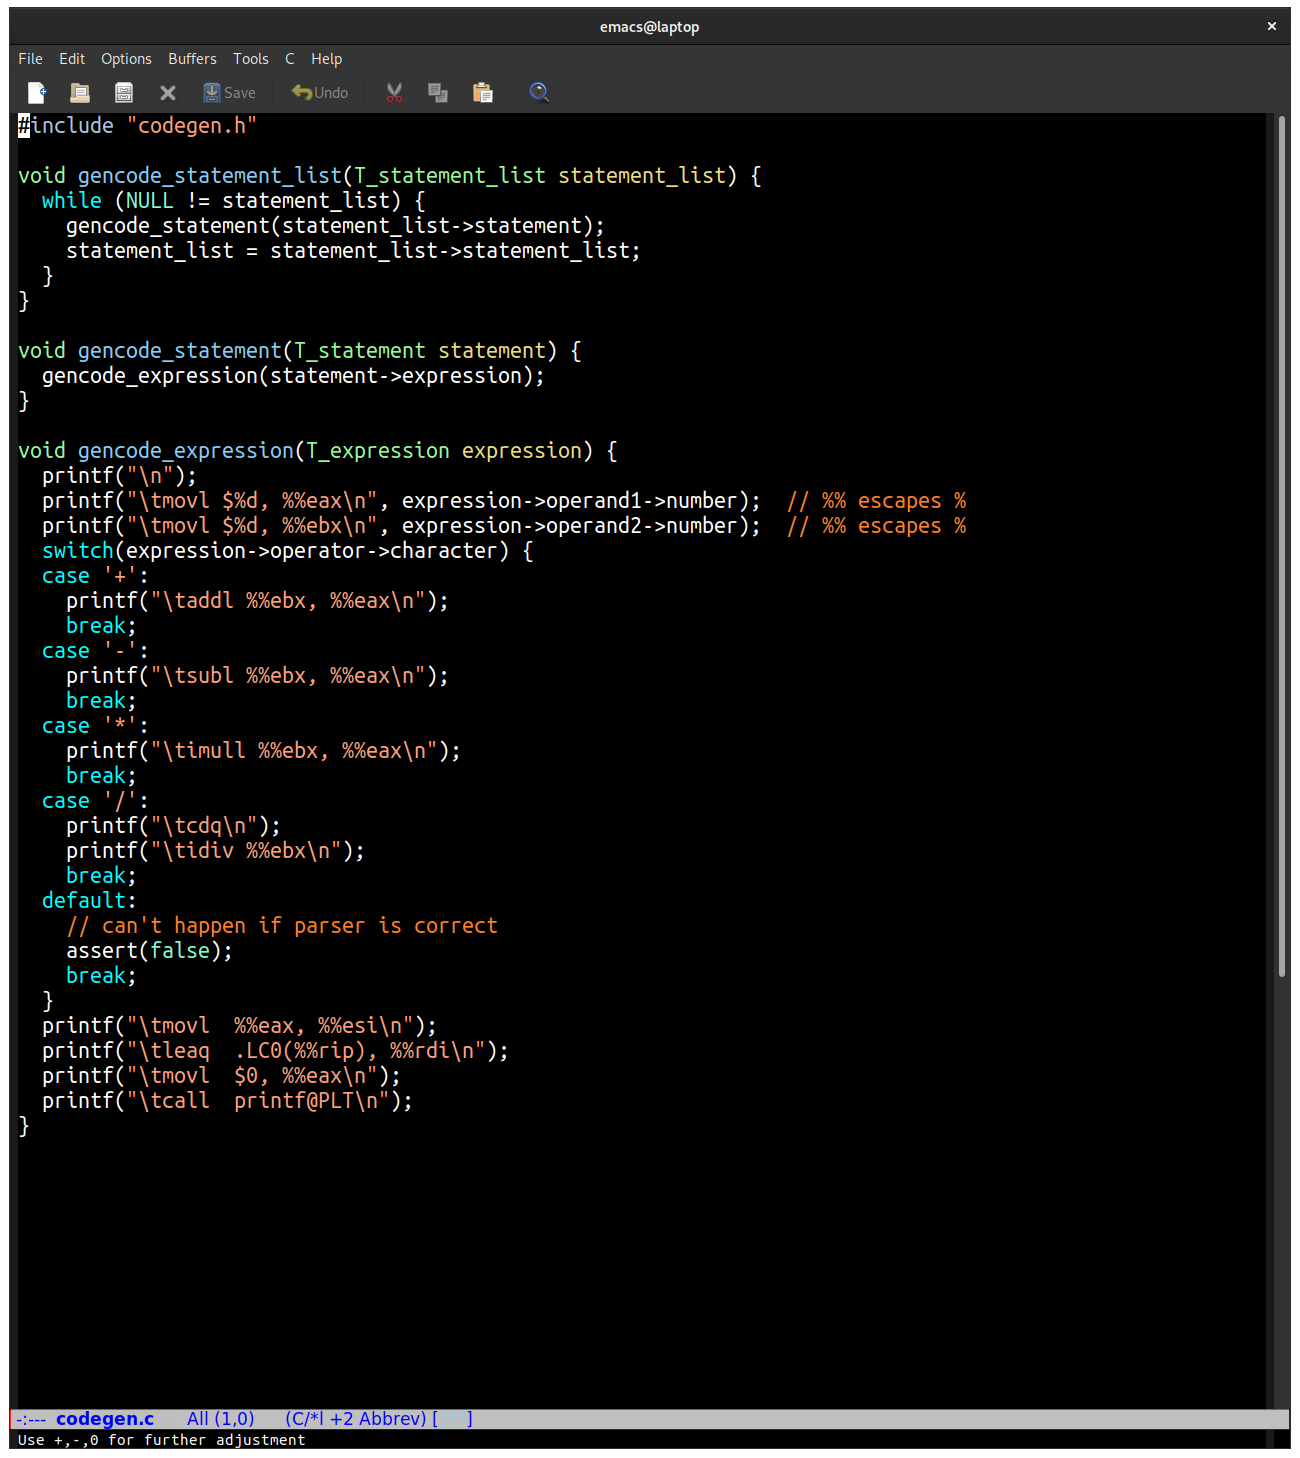 emacs@laptop ×
File Edit Options Buffers Tools C Help
Save Undo
#include "codegen.h"

void gencode_statement_list(T_statement_list statement_list) {
  while (NULL != statement_list) {
    gencode_statement(statement_list->statement);
    statement_list = statement_list->statement_list;
  }
}

void gencode_statement(T_statement statement) {
  gencode_expression(statement->expression);
}

void gencode_expression(T_expression expression) {
  printf("\n");
  printf("\tmovl $%d, %%eax\n", expression->operand1->number);  // %% escapes %
  printf("\tmovl $%d, %%ebx\n", expression->operand2->number);  // %% escapes %
  switch(expression->operator->character) {
  case '+':
    printf("\taddl %%ebx, %%eax\n");
    break;
  case '-':
    printf("\tsubl %%ebx, %%eax\n");
    break;
  case '*':
    printf("\timull %%ebx, %%eax\n");
    break;
  case '/':
    printf("\tcdq\n");
    printf("\tidiv %%ebx\n");
    break;
  default:
    // can't happen if parser is correct
    assert(false);
    break;
  }
  printf("\tmovl  %%eax, %%esi\n");
  printf("\tleaq  .LC0(%%rip), %%rdi\n");
  printf("\tmovl  $0, %%eax\n");
  printf("\tcall  printf@PLT\n");
}
-:--- codegen.c All (1,0) (C/*l +2 Abbrev) [ ]
Use +,-,0 for further adjustment